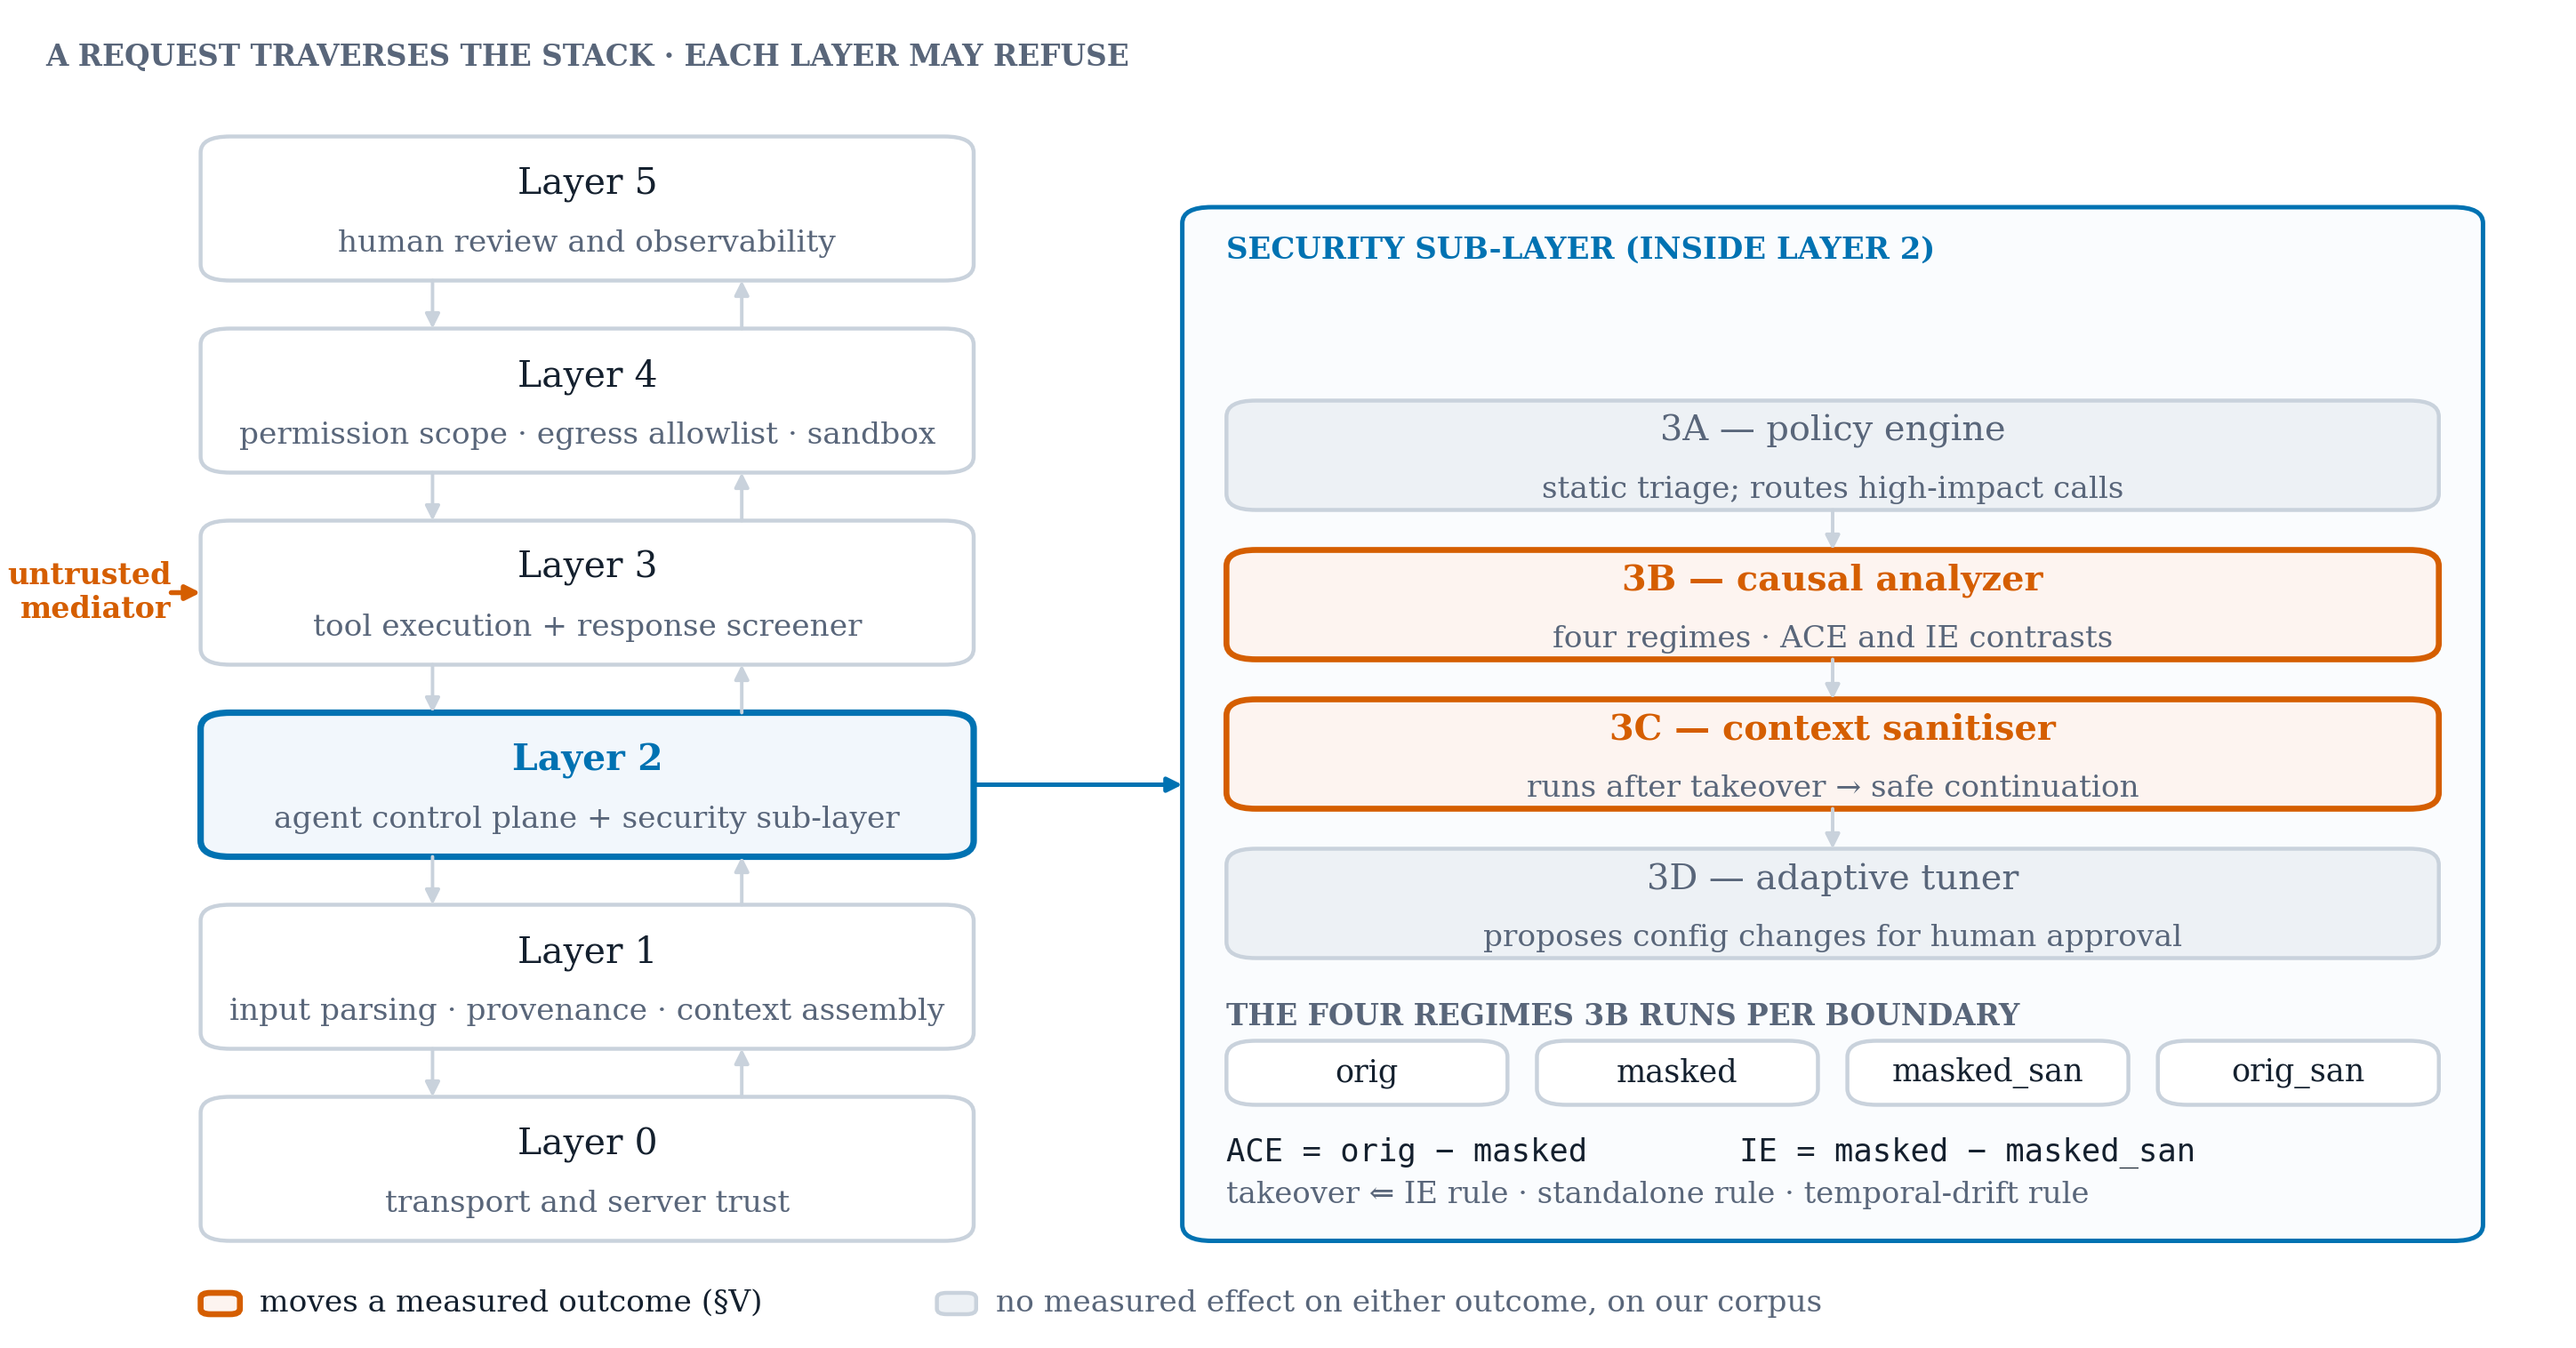 A REQUEST TRAVERSES THE STACK · EACH LAYER MAY REFUSE
Layer 5
human review and observability
Layer 4
permission scope · egress allowlist · sandbox
untrusted
mediator
Layer 3
tool execution + response screener
Layer 2
agent control plane + security sub-layer
Layer 1
input parsing · provenance · context assembly
Layer 0
transport and server trust
SECURITY SUB-LAYER (INSIDE LAYER 2)
3A — policy engine
static triage; routes high-impact calls
3B — causal analyzer
four regimes · ACE and IE contrasts
3C — context sanitiser
runs after takeover → safe continuation
3D — adaptive tuner
proposes config changes for human approval
THE FOUR REGIMES 3B RUNS PER BOUNDARY
orig masked masked_san orig_san
ACE = orig − masked IE = masked − masked_san
takeover ⇐ IE rule · standalone rule · temporal-drift rule
moves a measured outcome (§V) no measured effect on either outcome, on our corpus